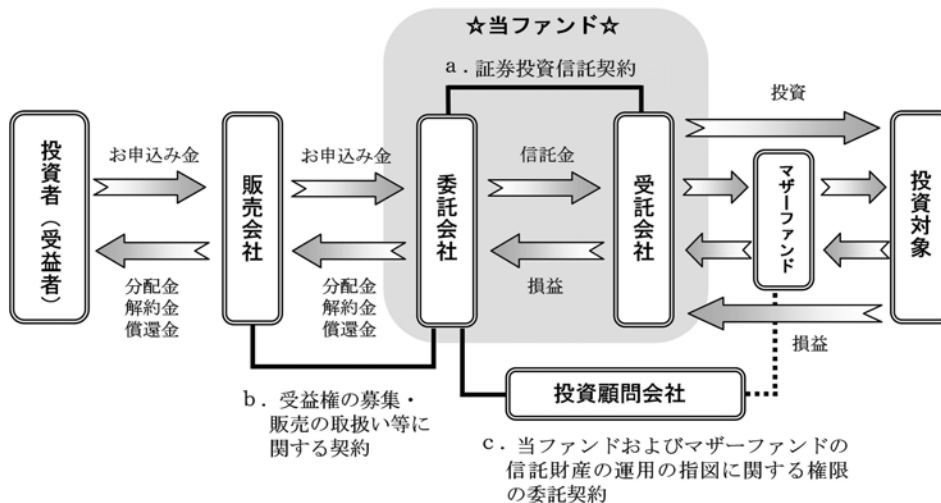 ☆当ファンド☆
a．証券投資信託契約
投資
投資者（受益者）
お申込み金
販売会社
お申込み金
委託会社
信託金
受託会社
マザーファンド
投資対象
分配金
解約金
償還金
分配金
解約金
償還金
損益
損益
投資顧問会社
b．受益権の募集・
販売の取扱い等に
関する契約
c．当ファンドおよびマザーファンドの
信託財産の運用の指図に関する権限
の委託契約